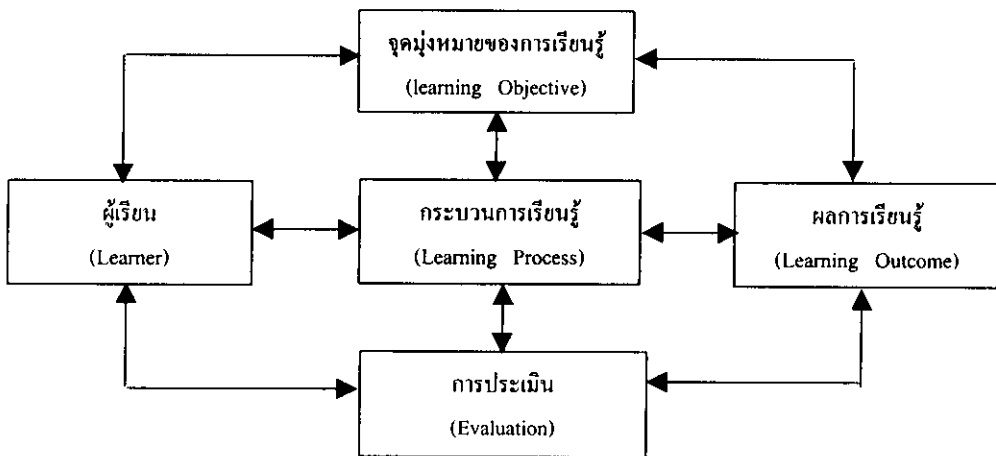 จุดมุ่งหมายของการเรียนรู้
(learning Objective)
ผู้เรียน
(Learner)
กระบวนการเรียนรู้
(Learning Process)
ผลการเรียนรู้
(Learning Outcome)
การประเมิน
(Evaluation)